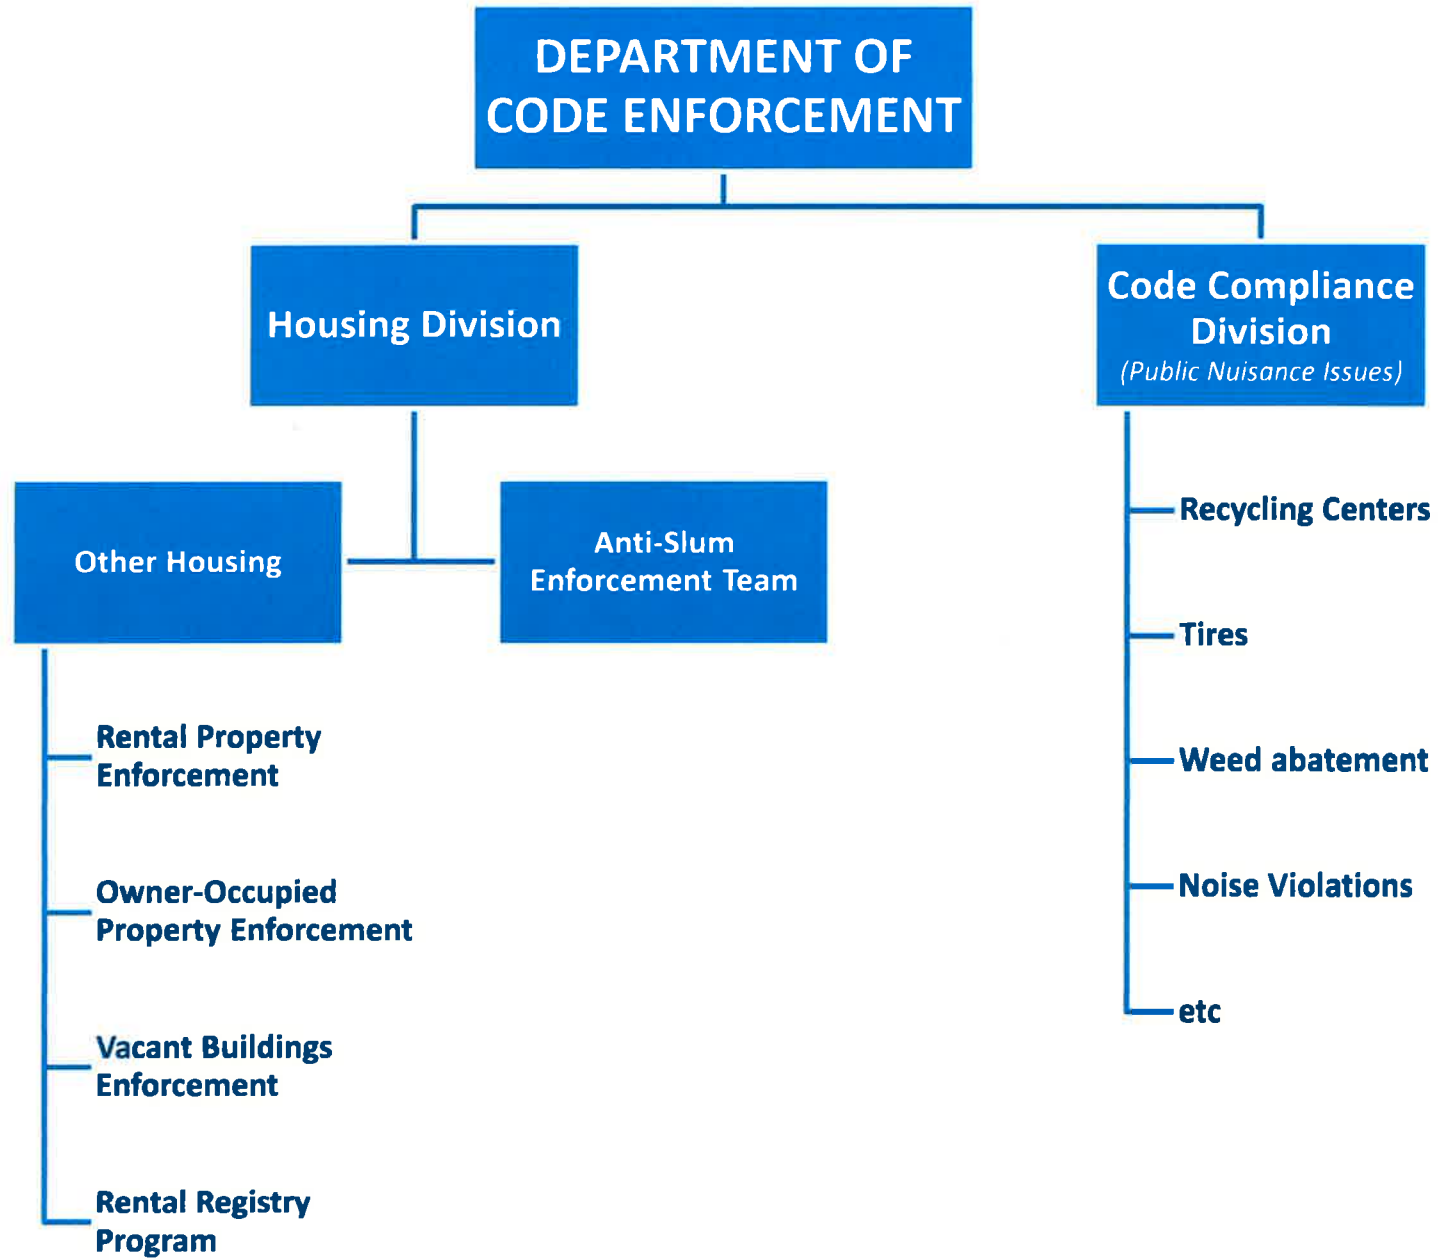 DEPARTMENT OF
CODE ENFORCEMENT
Housing Division
Code Compliance
Division
(Public Nuisance Issues)
Other Housing
Anti-Slum
Enforcement Team
Rental Property
Enforcement
Owner-Occupied
Property Enforcement
Vacant Buildings
Enforcement
Rental Registry
Program
Recycling Centers
Tires
Weed abatement
Noise Violations
etc